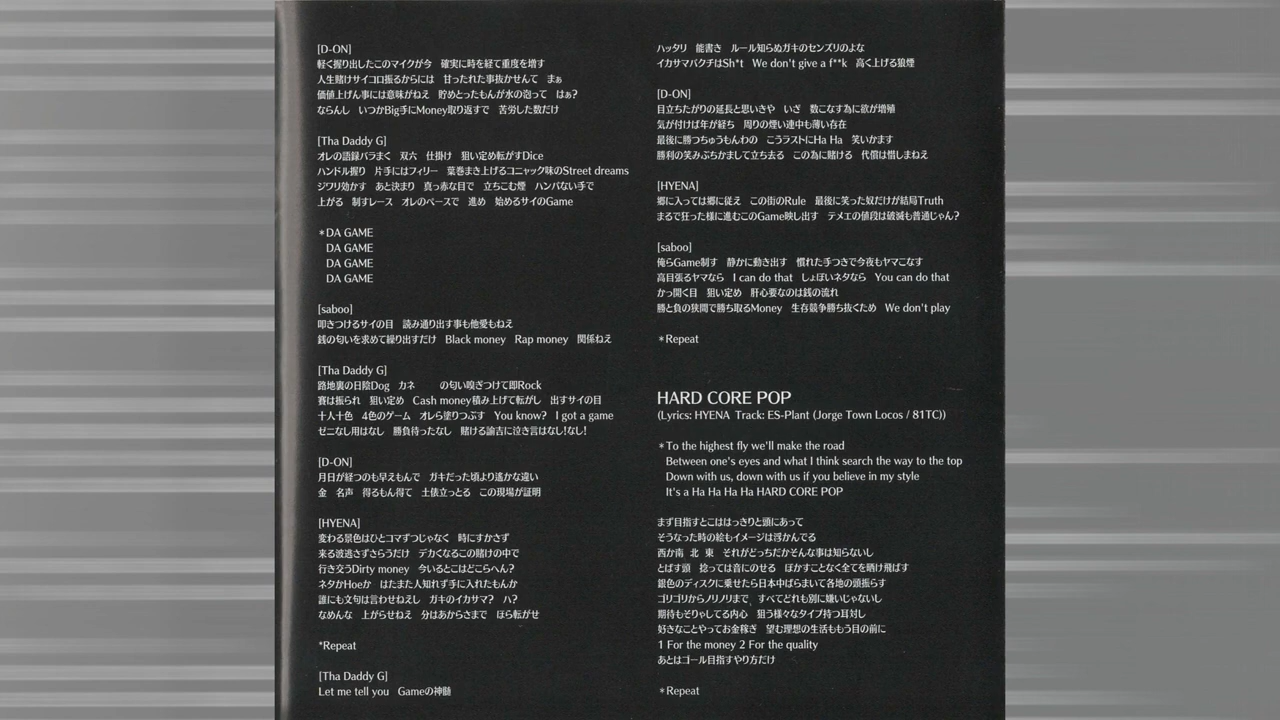 [D-ON]
軽く握り出したこのマイクが今　確実に時を経て重度を増す
人生賭けサイコロ振るからには　甘ったれた事抜かせんて　まぁ
価値上げん事には意味がねえ　貯めとったもんが水の泡って　はぁ?
ならんし　いつかBig手にMoney取り返すで　苦労した数だけ
[Tha Daddy G]
オレの語録バラまく　双六　仕掛け　狙い定め転がすDice
ハンドル握り　片手にはフィリー　葉巻まき上げるコニャック味のStreet dreams
ジワリ効かす　あと決まり　真っ赤な目で　立ちこむ煙　ハンパない手で
上がる　制すレース　オレのペースで　進め　始めるサイのGame
*DA GAME
DA GAME
DA GAME
DA GAME
[saboo]
叩きつけるサイの目　読み通り出す事も他愛もねえ
銭の匂いを求めて繰り出すだけ　Black money　Rap money　関係ねえ
[Tha Daddy G]
路地裏の日陰Dog　カネ　　の匂い嗅ぎつけて即Rock
賽は振られ　狙い定め　Cash money積み上げて転がし　出すサイの目
十人十色　4色のゲーム　オレら塗りつぶす　You know?　I got a game
ゼニなし用はなし　勝負待ったなし　賭ける諭吉に泣き言はなし!なし!
[D-ON]
月日が経つのも早えもんで　ガキだった頃より遙かな違い
金　名声　得るもん得て　土俵立っとる　この現場が証明
[HYENA]
変わる景色はひとコマずつじゃなく　時にすかさず
来る波逃さずさらうだけ　デカくなるこの賭けの中で
行き交うDirty money　今いるとこはどこらへん?
ネタかHoeか　はたまた人知れず手に入れたもんか
誰にも文句は言わせねえし　ガキのイカサマ?　ハ?
なめんな　上がらせねえ　分はあからさまで　ほら転がせ
*Repeat
[Tha Daddy G]
Let me tell you　Gameの神髄
ハッタリ　能書き　ルール知らぬガキのセンズリのよな
イカサマバクチはSh*t　We don't give a f**k　高く上げる狼煙
[D-ON]
目立ちたがりの延長と思いきや　いざ　数こなす為に欲が増殖
気が付けば年が経ち　周りの煙い連中も薄い存在
最後に勝つちゅうもんわの　こうラストにHa Ha　笑いかます
勝利の笑みぶちかまして立ち去る　この為に賭ける　代償は惜しまねえ
[HYENA]
郷に入っては郷に従え　この街のRule　最後に笑った奴だけが結局Truth
まるで狂った様に進むこのGame映し出す　テメエの値段は破滅も普通じゃん?
[saboo]
俺らGame制す　静かに動き出す　慣れた手つきで今夜もヤマこなす
高目張るヤマなら　I can do that　しょぼいネタなら　You can do that
かっ開く目　狙い定め　肝心要なのは銭の流れ
勝と負の狭間で勝ち取るMoney　生存競争勝ち抜くため　We don't play
*Repeat
HARD CORE POP
(Lyrics: HYENA Track: ES-Plant (Jorge Town Locos / 81TC))
*To the highest fly we'll make the road
Between one's eyes and what I think search the way to the top
Down with us, down with us if you believe in my style
It's a Ha Ha Ha Ha HARD CORE POP
まず目指すとこははっきりと頭にあって
そうなった時の絵もイメージは浮かんでる
西か南　北　東　それがどっちだかそんな事は知らないし
とばす頭　捻っては音にのせる　ぼかすことなく全てを晒け飛ばす
銀色のディスクに乗せたら日本中ばらまいて各地の頭振らす
ゴリゴリからノリノリまで　すべてどれも別に嫌いじゃないし
期待もそりゃしてる内心　狙う様々なタイプ持つ耳対し
好きなことやってお金稼ぎ　望む理想の生活ももう目の前に
1 For the money 2 For the quality
あとはゴール目指すやり方だけ
*Repeat